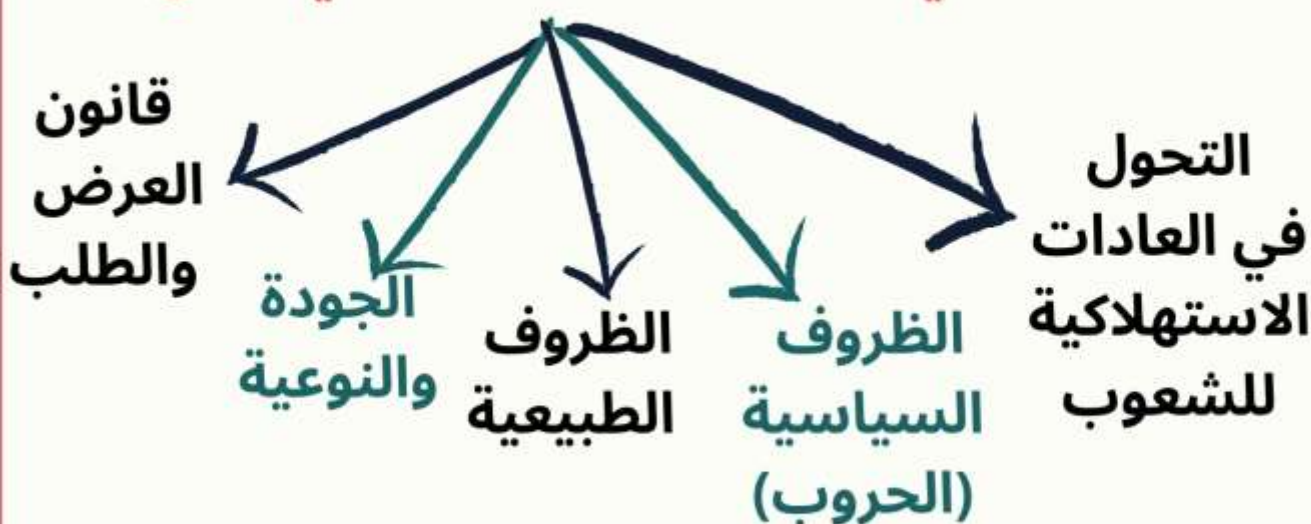 التحول
في العادات
الاستهلاكية
للشعوب
الظروف
السياسية
(الحروب)
الظروف
الطبيعية
الجودة
والنوعية
قانون
العرض
والطلب